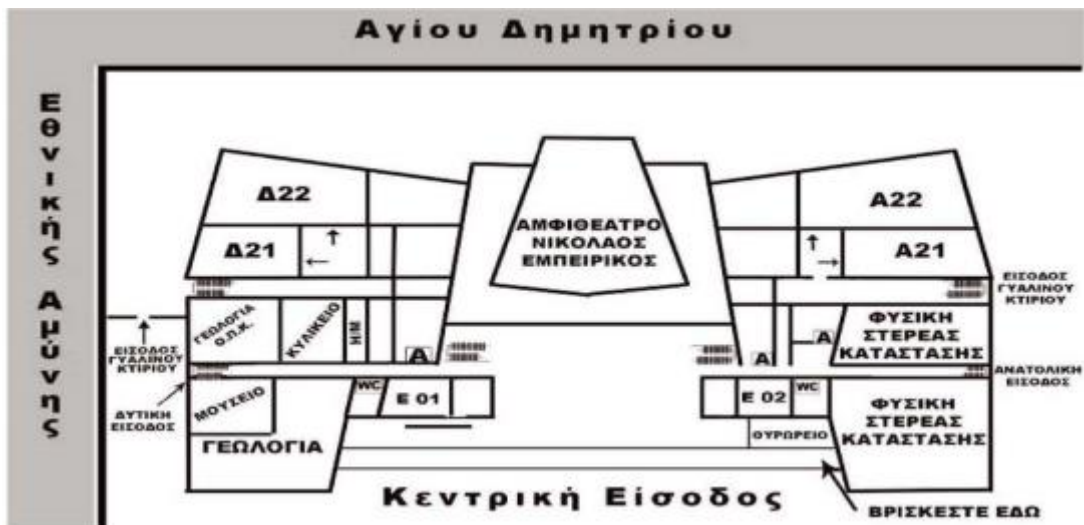 Αγίου Δημητρίου
Εθνικής Αμύνης
Δ22
Α22
ΑΜΦΙΘΕΑΤΡΟ
ΝΙΚΟΛΑΟΣ
ΕΜΠΕΙΡΙΚΟΣ
Δ21
Α21
ΕΙΣΟΔΟΣ
ΓΥΑΛΙΝΟΥ
ΚΤΙΡΙΟΥ
ΓΕΩΛΟΓΙΑ
Ο.Π.Κ.
ΚΥΛΙΚΕΙΟ
Η/Μ
Α
Α
Α
ΦΥΣΙΚΗ
ΣΤΕΡΕΑΣ
ΚΑΤΑΣΤΑΣΗΣ
ΕΙΣΟΔΟΣ
ΓΥΑΛΙΝΟΥ
ΚΤΙΡΙΟΥ
ΑΝΑΤΟΛΙΚΗ
ΕΙΣΟΔΟΣ
ΔΥΤΙΚΗ
ΕΙΣΟΔΟΣ
ΜΟΥΣΕΙΟ
ΓΕΩΛΟΓΙΑ
WC
Ε 01
Ε 02
WC
ΘΥΡΩΡΕΙΟ
ΦΥΣΙΚΗ
ΣΤΕΡΕΑΣ
ΚΑΤΑΣΤΑΣΗΣ
Κεντρική Είσοδος
ΒΡΙΣΚΕΣΤΕ ΕΔΩ